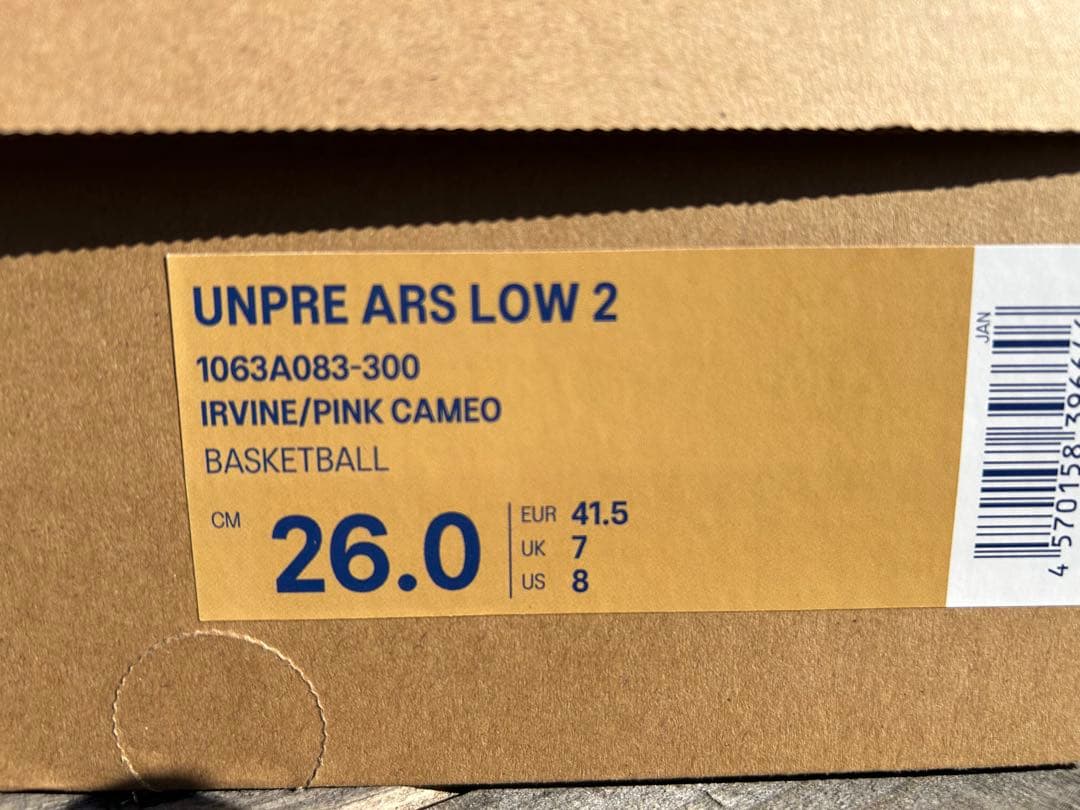 UNPRE ARS LOW 2
1063A083-300
IRVINE/PINK CAMEO
BASKETBALL
CM 26.0
EUR 41.5
UK 7
US 8
JAN